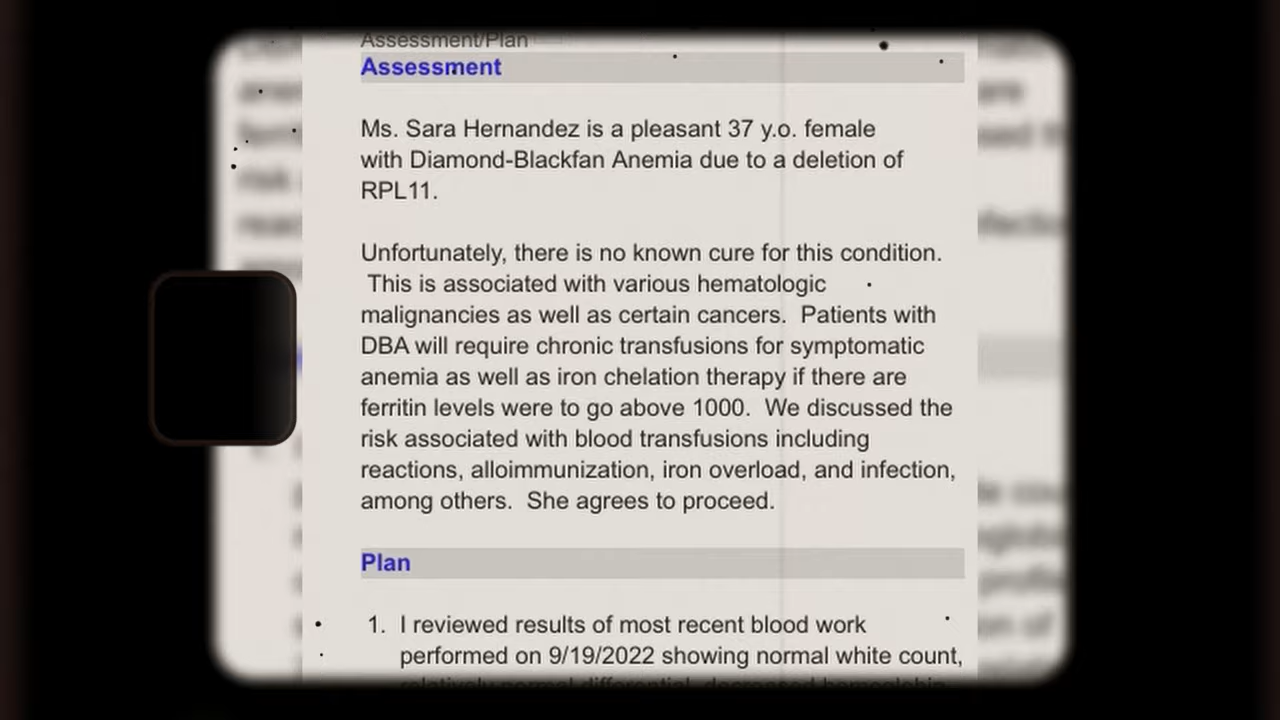 Assessment/Plan
Assessment
Ms. Sara Hernandez is a pleasant 37 y.o. female
with Diamond-Blackfan Anemia due to a deletion of
RPL11.
Unfortunately, there is no known cure for this condition.
This is associated with various hematologic
malignancies as well as certain cancers. Patients with
DBA will require chronic transfusions for symptomatic
anemia as well as iron chelation therapy if there are
ferritin levels were to go above 1000. We discussed the
risk associated with blood transfusions including
reactions, alloimmunization, iron overload, and infection,
among others. She agrees to proceed.
Plan
1. I reviewed results of most recent blood work
performed on 9/19/2022 showing normal white count,
relatively normal differential, decreased hemoglobin